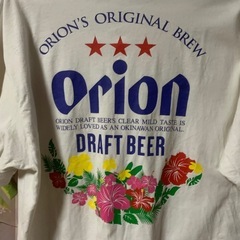 ORION'S ORIGINAL BREW
Orion
ORION DRAFT BEER'S CLEAR MILD TASTE IS
WIDELY LOVED AS AN OKINAWAN ORIGINAL.
DRAFT BEER